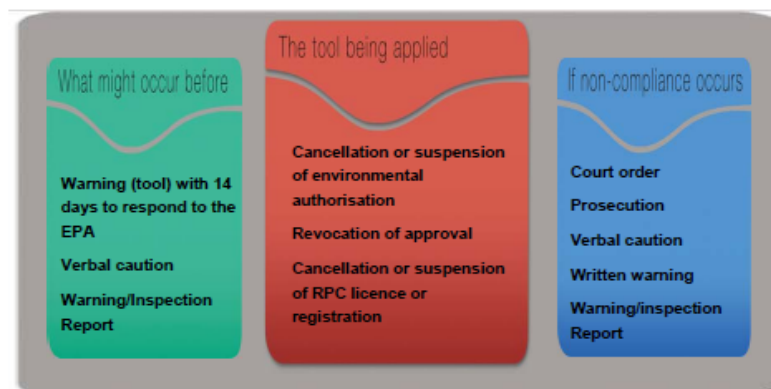 What might occur before
Warning (tool) with 14
days to respond to the
EPA
Verbal caution
Warning/Inspection
Report
The tool being applied
Cancellation or suspension
of environmental
authorisation
Revocation of approval
Cancellation or suspension
of RPC licence or
registration
If non-compliance occurs
Court order
Prosecution
Verbal caution
Written warning
Warning/inspection
Report